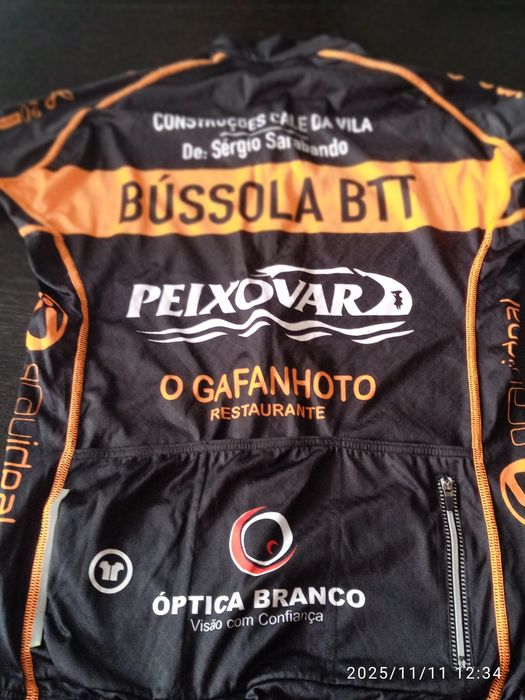 CONSTRUÇÕES CALE DA VILA
De: Sérgio Sarabando
BÚSSOLA BTT
PEIXOVAR
O GAFANHOTO
RESTAURANTE
ÓPTICA BRANCO
Visão com Confiança
2025/11/11 12:34